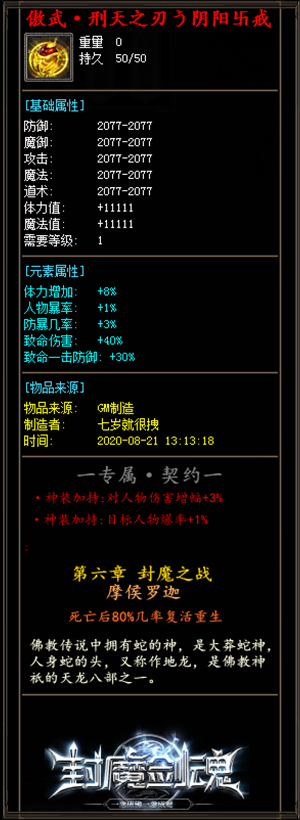 傲武·刑天之刃う阴阳卐戒
重量 0
持久 50/50
[基础属性]
防御: 2077-2077
魔御: 2077-2077
攻击: 2077-2077
魔法: 2077-2077
道术: 2077-2077
体力值: +11111
魔法值: +11111
需要等级: 1
[元素属性]
体力增加: +8%
人物暴率: +1%
防暴几率: +3%
致命伤害: +40%
致命一击防御: +30%
[物品来源]
物品来源: GM制造
制造者: 七岁就很拽
时间: 2020-08-21 13:13:18
—专属·契约—
·神装加持:对人物伤害增幅+3%
·神装加持:目标人物爆率+1%
:
第六章 封魔之战
摩侯罗迦
死亡后80%几率复活重生
佛教传说中拥有蛇的神，是大莽蛇神，
人身蛇的头，又称作地龙，是佛教神
祇的天龙八部之一。
封魔剑魂